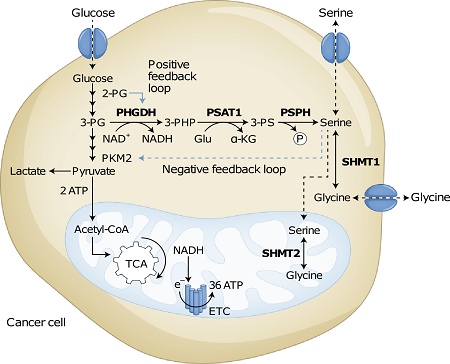 Glucose
Serine
Positive
feedback
loop
Glucose
2-PG
3-PG PHGDH 3-PHP PSAT1 3-PS PSPH Serine
NAD+ NADH Glu α-KG P
PKM2
Negative feedback loop
SHMT1
Lactate Pyruvate
2 ATP
Glycine Glycine
Acetyl-CoA
Serine
NADH
SHMT2
TCA
Glycine
e- 36 ATP
ETC
Cancer cell